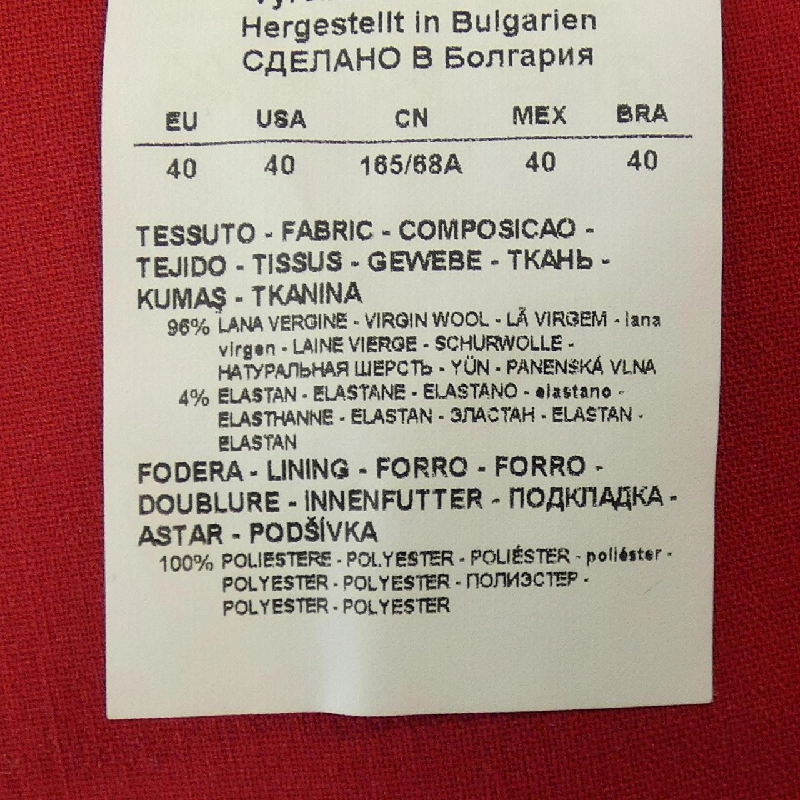 Hergestellt in Bulgarien
СДЕЛАНО В Болгария
EU USA CN MEX BRA
40 40 165/68A 40 40
TESSUTO - FABRIC - COMPOSICAO -
TEJIDO - TISSUS - GEWEBE - ТКАНЬ -
KUMAŞ - TKANINA
96% LANA VERGINE - VIRGIN WOOL - LÃ VIRGEM - lana
virgen - LAINE VIERGE - SCHURWOLLE -
НАТУРАЛЬНАЯ ШЕРСТЬ - YÜN - PANENSKÁ VLNA
4% ELASTAN - ELASTANE - ELASTANO - elastano -
ELASTHANNE - ELASTAN - ЭЛАСТАН - ELASTAN -
ELASTAN
FODERA - LINING - FORRO - FORRO -
DOUBLURE - INNENFUTTER - ПОДКЛАДКА -
ASTAR - PODŠÍVKA
100% POLIESTERE - POLYESTER - POLIÉSTER - poliéster -
POLYESTER - POLYESTER - ПОЛИЭСТЕР -
POLYESTER - POLYESTER